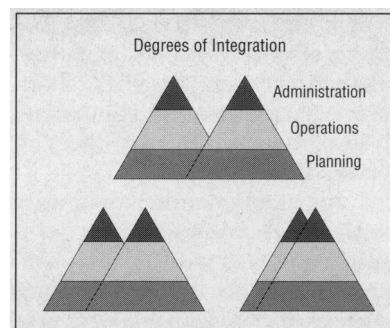 Degrees of Integration
Administration
Operations
Planning